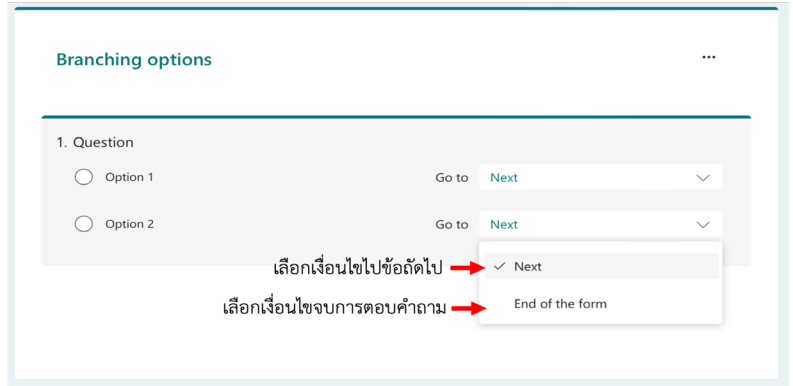 Branching options
...
1. Question
Option 1 Go to Next
Option 2 Go to Next
เลือกเงื่อนไขไปข้อถัดไป Next
เลือกเงื่อนไขจบการตอบคำถาม End of the form